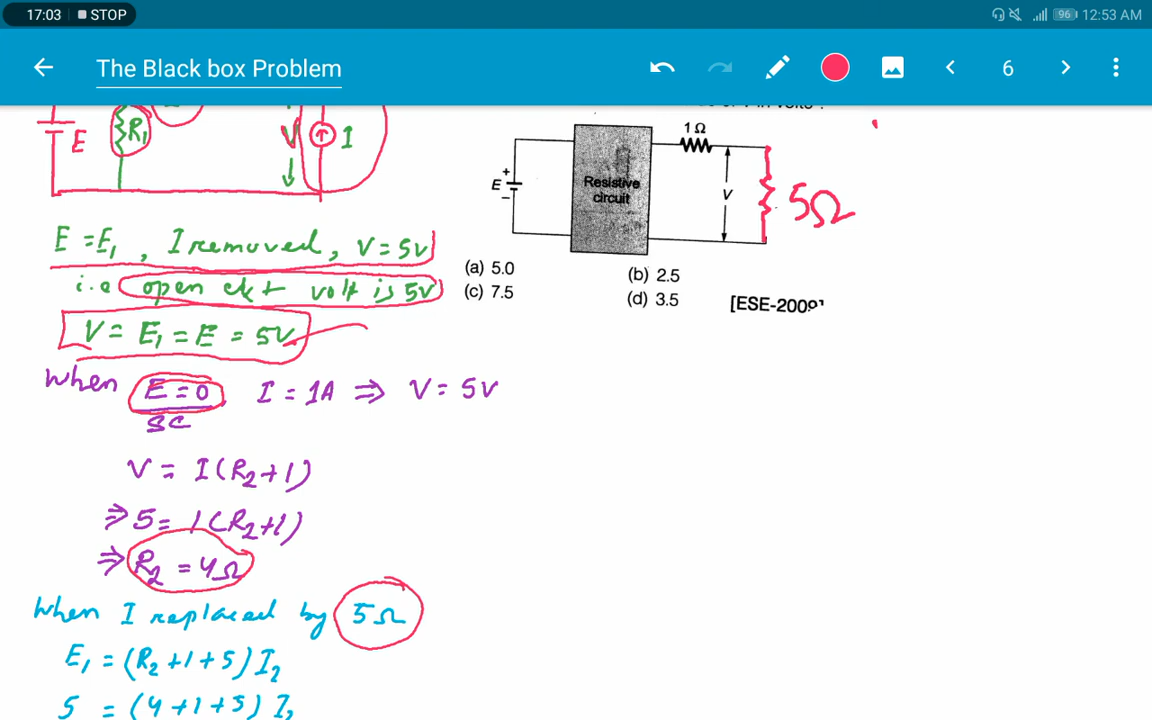 17:03 STOP 96 12:53 AM
The Black box Problem 6
E R₁ V I
1 Ω
E + − Resistive circuit V 5Ω
(a) 5.0 (b) 2.5
(c) 7.5 (d) 3.5 [ESE-2009]
E = E₁ , I removed, V = 5V
i.e open ckt volt is 5V
V = E₁ = E = 5V
When E = 0 I = 1A ⇒ V = 5V
SC
V = I(R₂+1)
⇒ 5 = 1(R₂+1)
⇒ R₂ = 4Ω
When I replaced by 5Ω
E₁ = (R₂+1+5) I₂
5 = (4+1+5) I₂